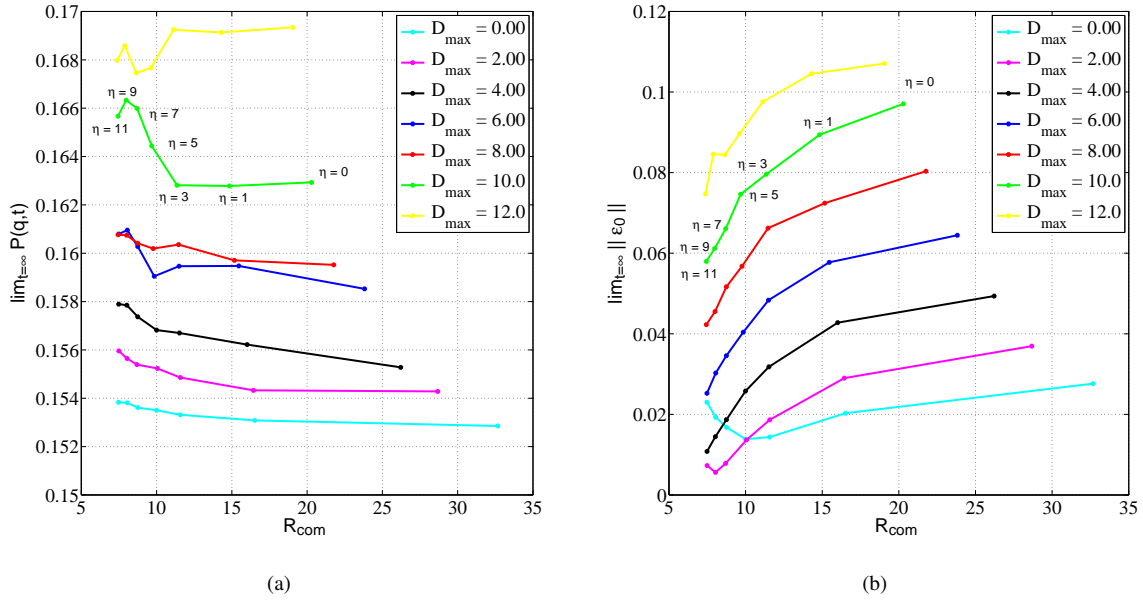 0.17
0.168
0.166
0.164
0.162
0.16
0.158
0.156
0.154
0.152
0.15
lim_{t=∞} P(q,t)
5 10 15 20 25 30 35
R_com
η = 9
η = 11
η = 7
η = 5
η = 3
η = 1
η = 0
D_max = 0.00
D_max = 2.00
D_max = 4.00
D_max = 6.00
D_max = 8.00
D_max = 10.0
D_max = 12.0
(a)
0.12
0.1
0.08
0.06
0.04
0.02
0
lim_{t=∞} || ε_0 ||
5 10 15 20 25 30 35
R_com
η = 0
η = 1
η = 3
η = 5
η = 7
η = 9
η = 11
D_max = 0.00
D_max = 2.00
D_max = 4.00
D_max = 6.00
D_max = 8.00
D_max = 10.0
D_max = 12.0
(b)